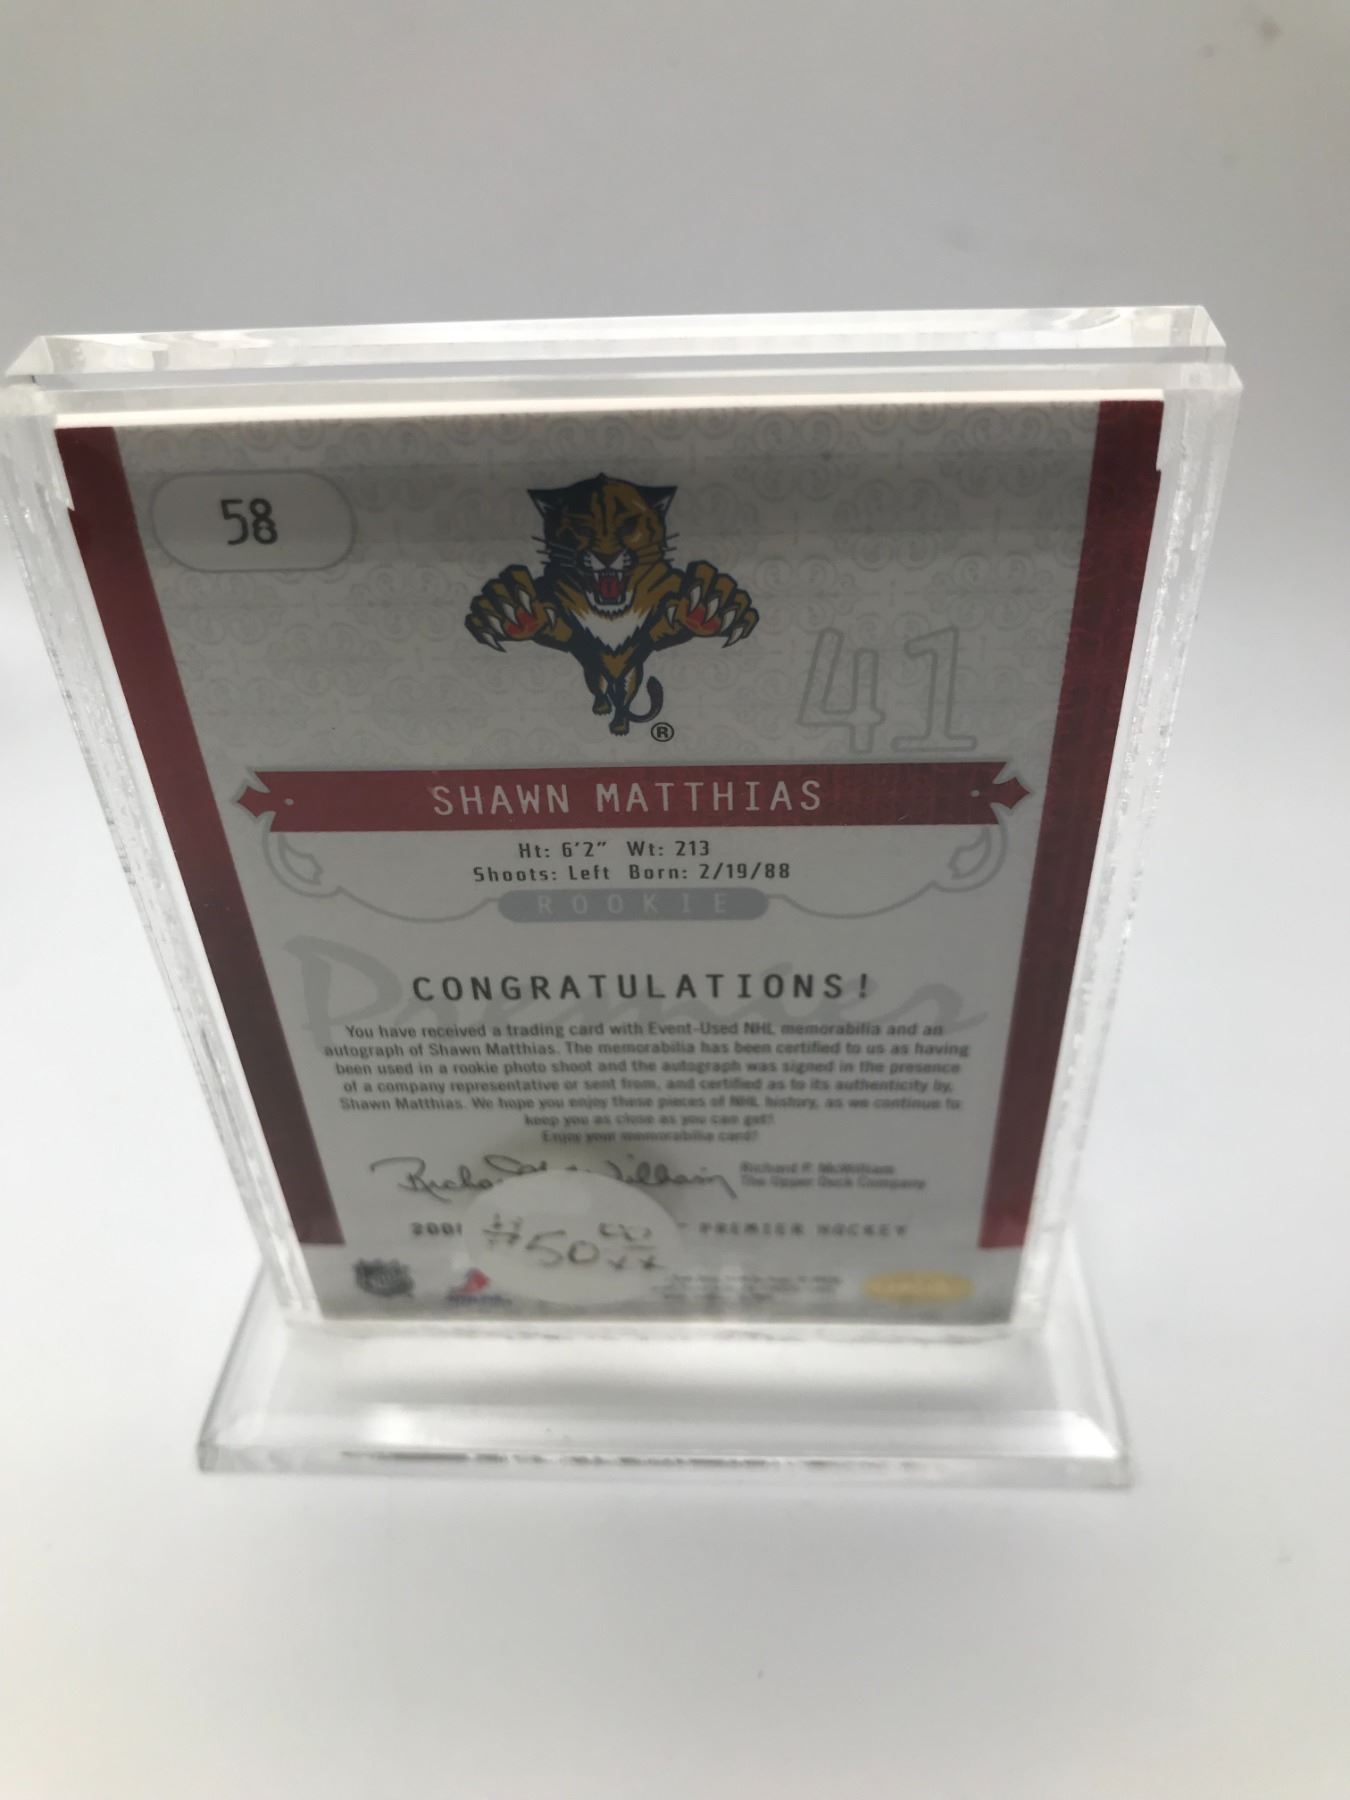 58
41
®
SHAWN MATTHIAS
Ht: 6'2" Wt: 213
Shoots: Left Born: 2/19/88
ROOKIE
Premier
CONGRATULATIONS!
You have received a trading card with Event-Used NHL memorabilia and an
autograph of Shawn Matthias. The memorabilia has been certified to us as having
been used in a rookie photo shoot and the autograph was signed in the presence
of a company representative or sent from, and certified as to its authenticity by,
Shawn Matthias. We hope you enjoy these pieces of NHL history, as we continue to
keep you as close as you can get!
Enjoy your memorabilia card!
Richard P. McWilliam
The Upper Deck Company
PREMIER HOCKEY